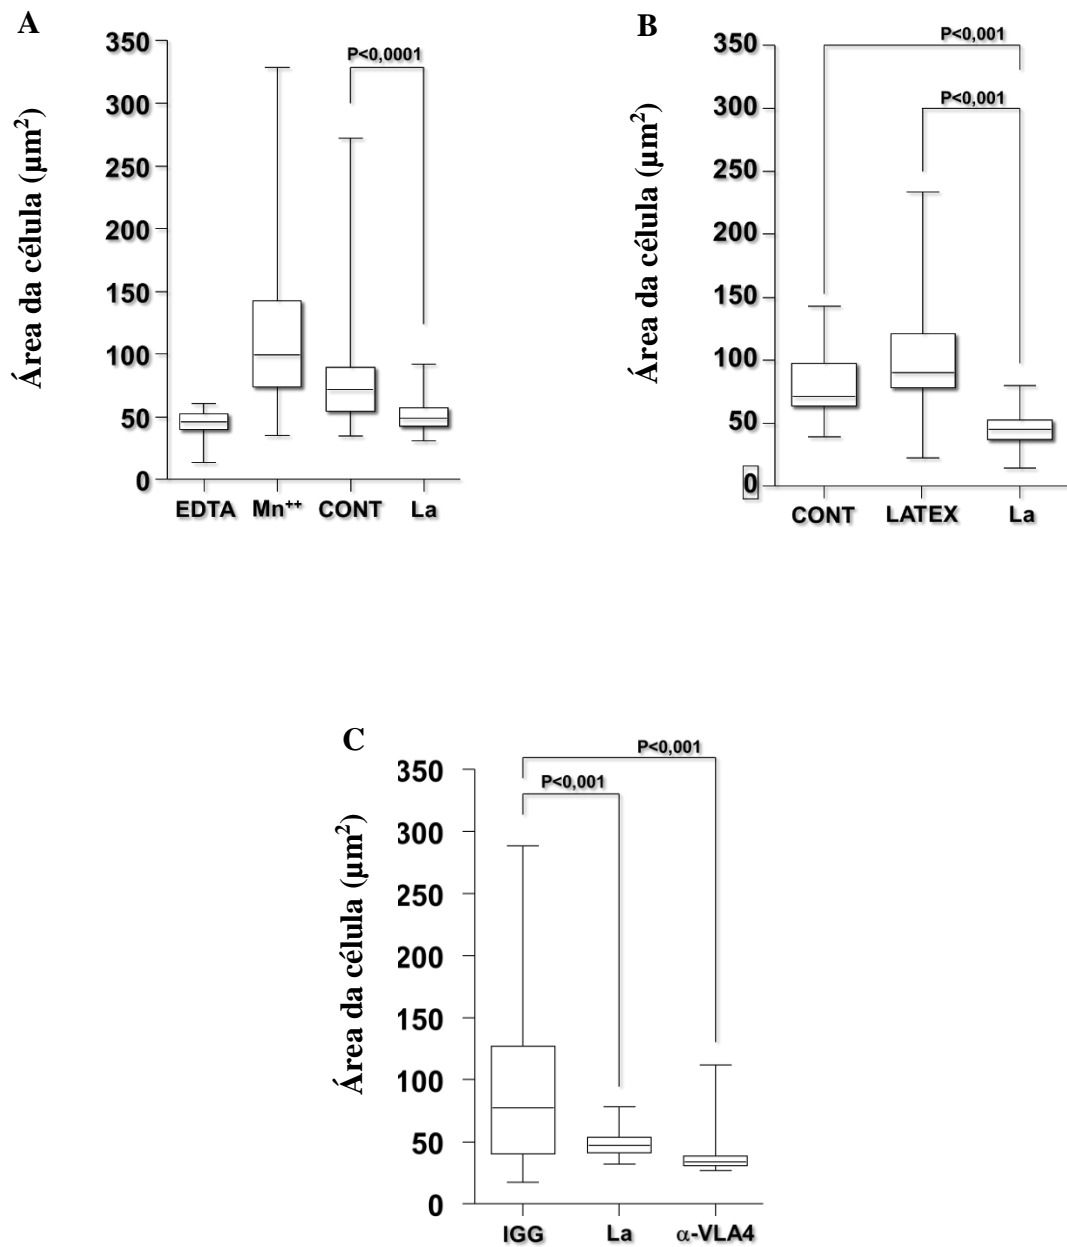 A
P<0,0001
Área da célula (µm²)
350
300
250
200
150
100
50
0
EDTA Mn⁺⁺ CONT La
B
P<0,001
P<0,001
Área da célula (µm²)
350
300
250
200
150
100
50
0
CONT LATEX La
C
P<0,001
P<0,001
Área da célula (µm²)
350
300
250
200
150
100
50
0
IGG La α-VLA4